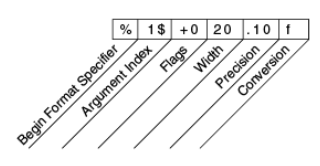 % 1$ +0 20 .10 f
Begin Format Specifier
Argument Index
Flags
Width
Precision
Conversion